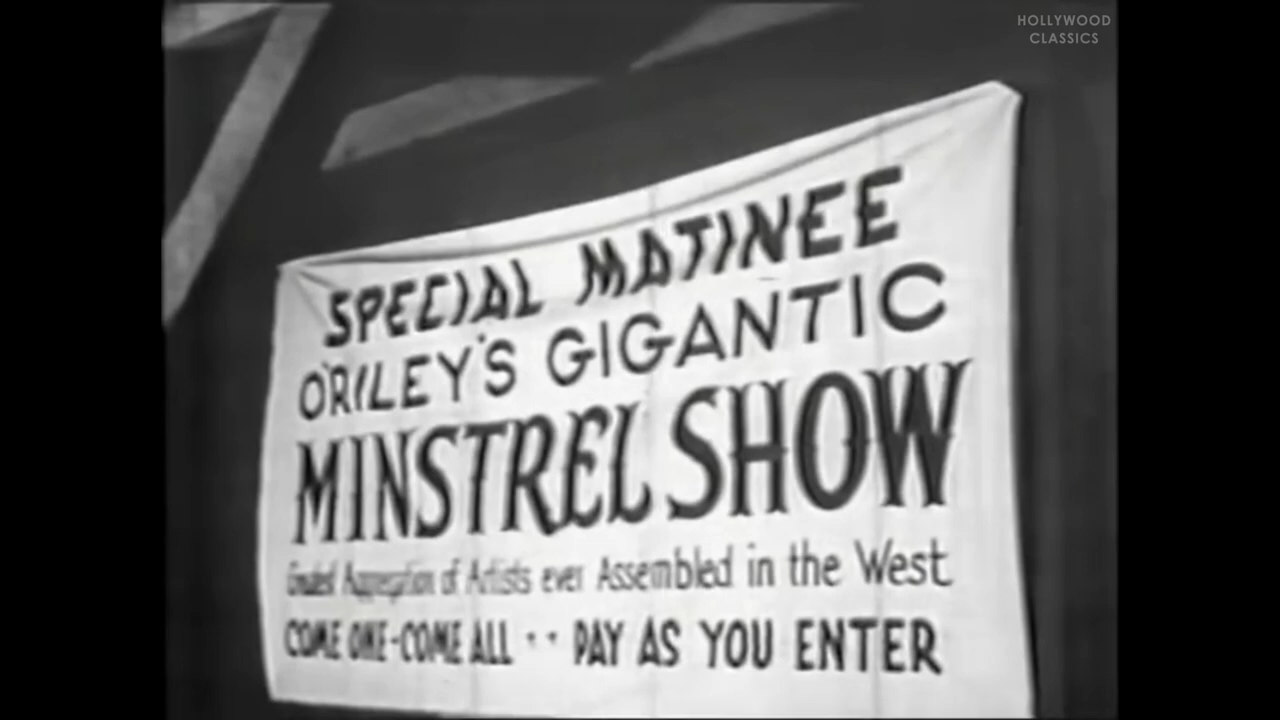 HOLLYWOOD
CLASSICS
SPECIAL MATINEE
O'RILEY'S GIGANTIC
MINSTREL SHOW
Greatest Aggregation of Artists ever Assembled in the West
COME ONE-COME ALL -- PAY AS YOU ENTER